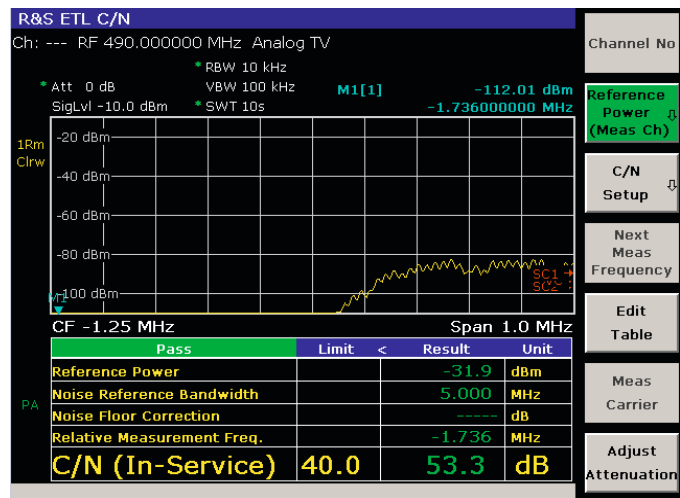 R&S ETL C/N
Ch: --- RF 490.000000 MHz Analog TV
* RBW 10 kHz
* Att 0 dB VBW 100 kHz M1[1] -112.01 dBm
SigLvl -10.0 dBm * SWT 10s -1.736000000 MHz
1Rm
Clrw
-20 dBm
-40 dBm
-60 dBm
-80 dBm
-100 dBm
M1
SC1
SC2
CF -1.25 MHz Span 1.0 MHz
Pass Limit < Result Unit
Reference Power -31.9 dBm
Noise Reference Bandwidth 5.000 MHz
Noise Floor Correction ----- dB
Relative Measurement Freq. -1.736 MHz
C/N (In-Service) 40.0 53.3 dB
PA
Channel No
Reference
Power
(Meas Ch)
C/N
Setup
Next
Meas
Frequency
Edit
Table
Meas
Carrier
Adjust
Attenuation